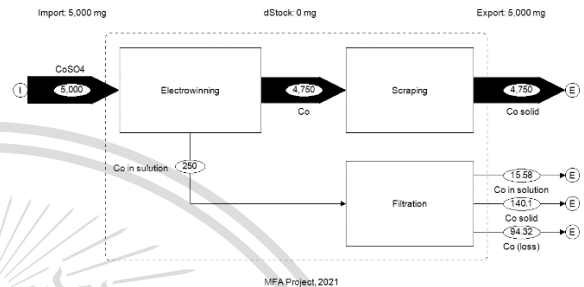 Import: 5,000 mg
dStock: 0 mg
Export: 5,000 mg
CoSO4
I
5,000
Electrowinning
4,750
Co
Scraping
4,750
Co solid
E
Co in sulution
250
Filtration
15.58
E
Co in solution
140.1
E
Co solid
94.32
E
Co (loss)
MFA Project, 2021